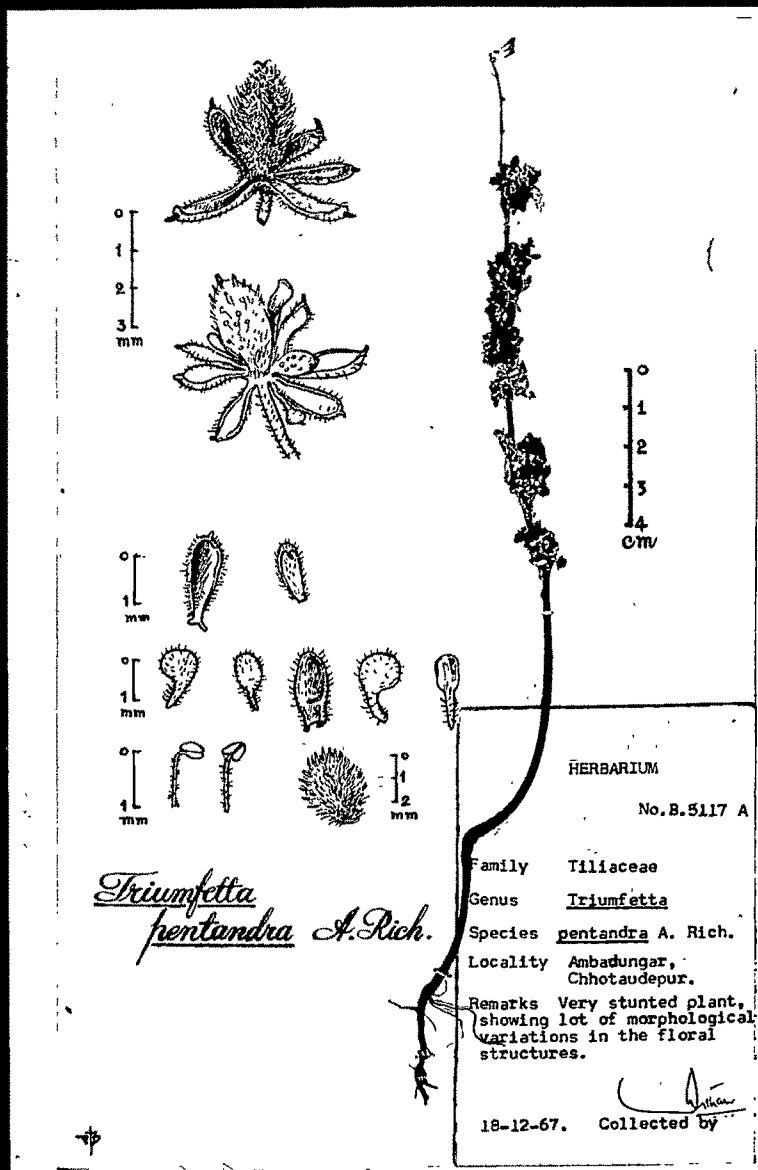 0
1
2
3
mm
0
1
2
3
4
cm
0
1
mm
0
1
mm
0
1
mm
0
1
2
mm
Triumfetta
pentandra A. Rich.
HERBARIUM
No.B.5117 A
Family Tiliaceae
Genus Triumfetta
Species pentandra A. Rich.
Locality Ambadungar,
Chhotaudepur.
Remarks Very stunted plant,
showing lot of morphological
variations in the floral
structures.
18-12-67. Collected by